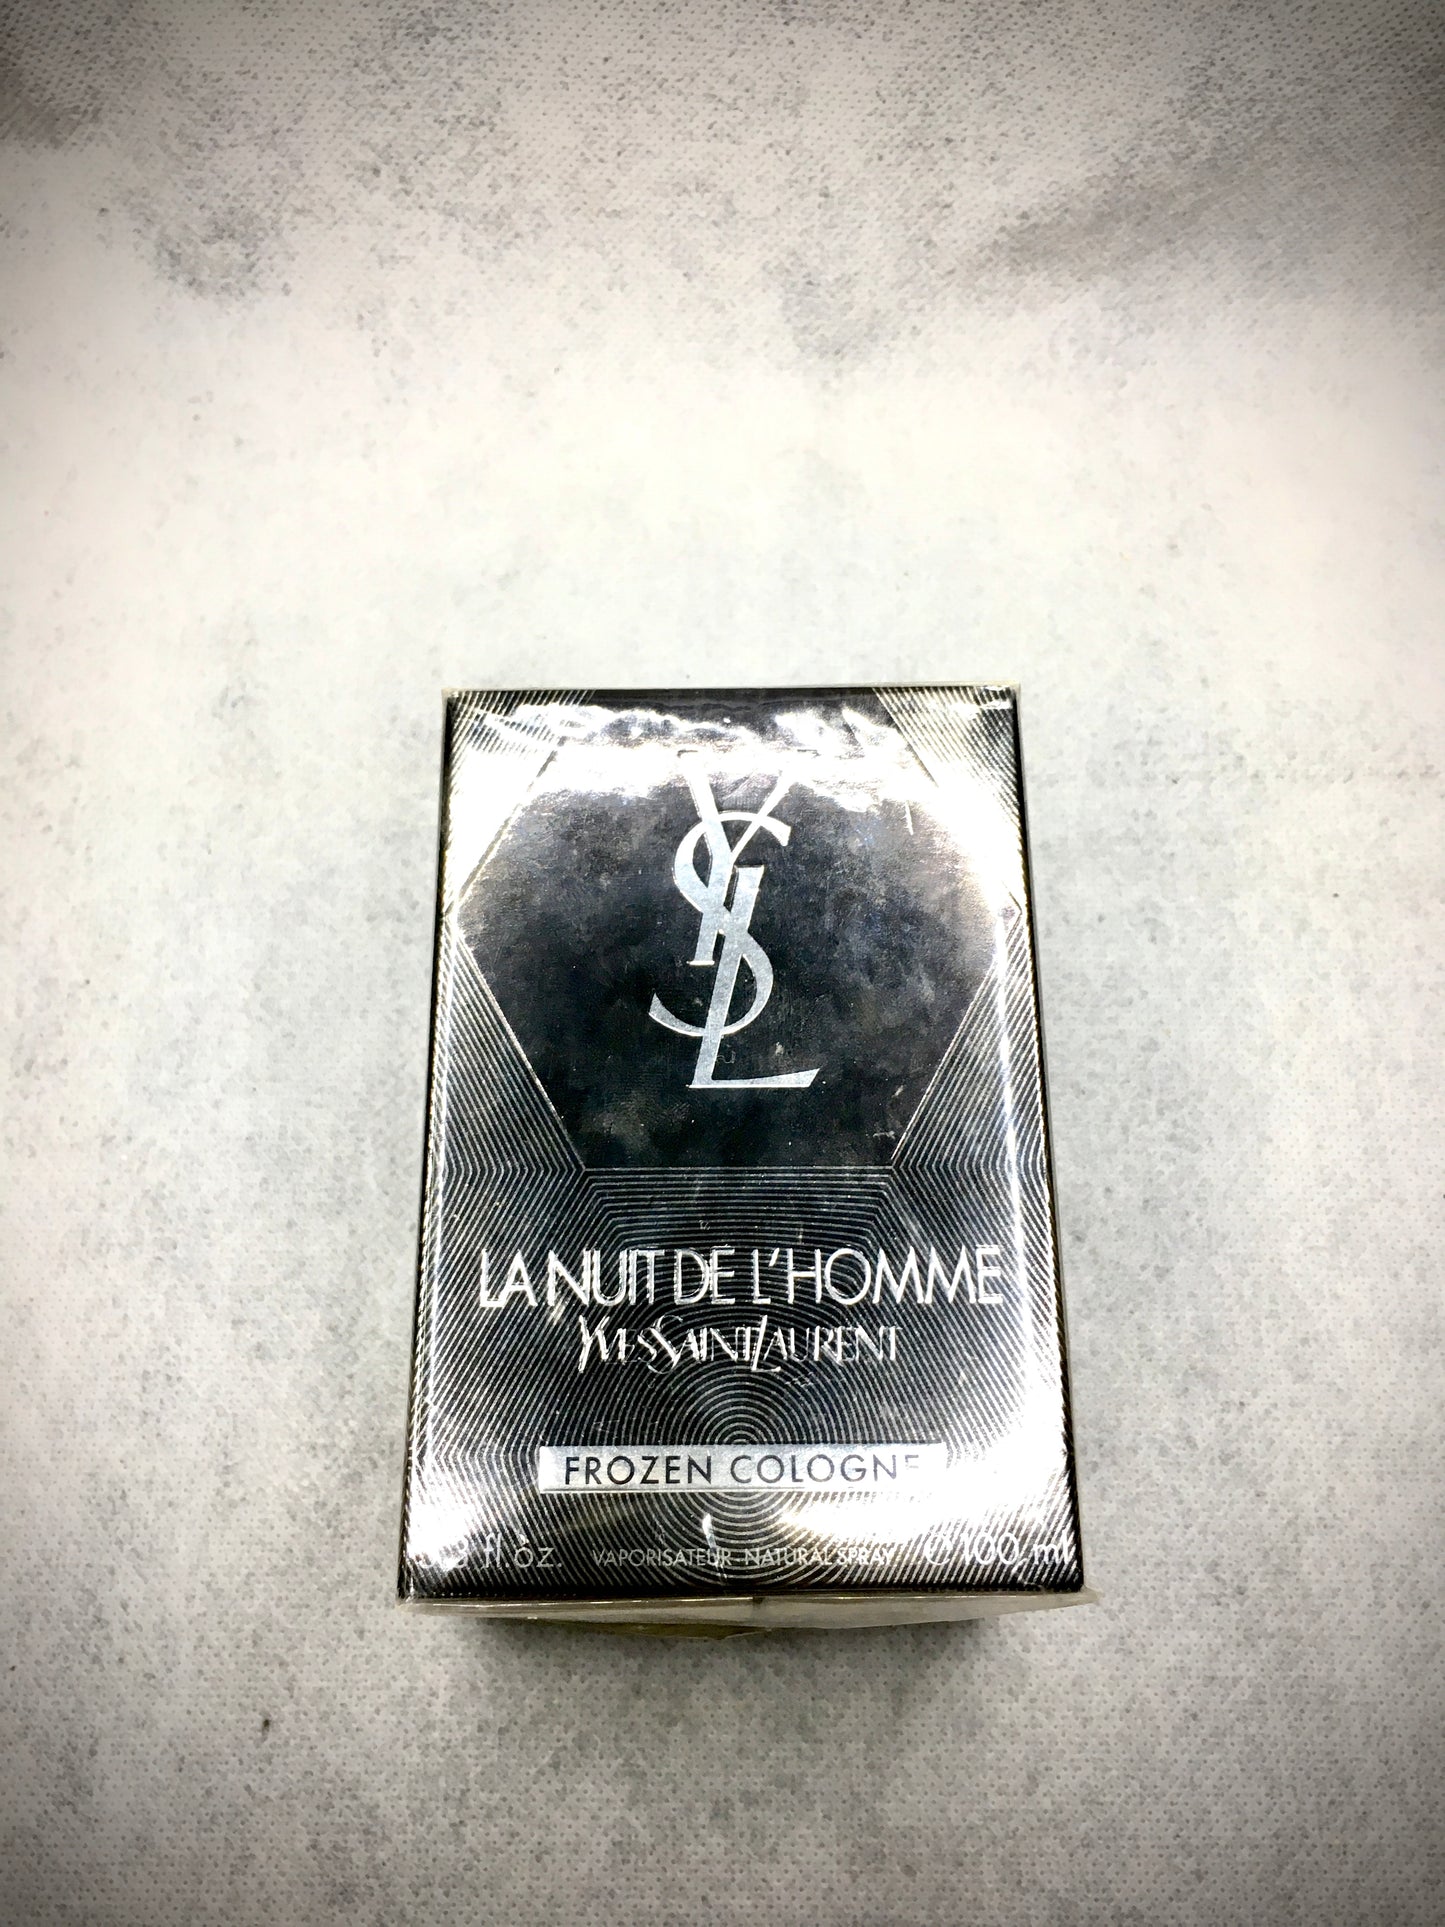 YSL
LA NUIT DE L'HOMME
YVESSAINTLAURENT
FROZEN COLOGNE
fl.oz. VAPORISATEUR - NATURAL SPRAY ℮ 100 ml